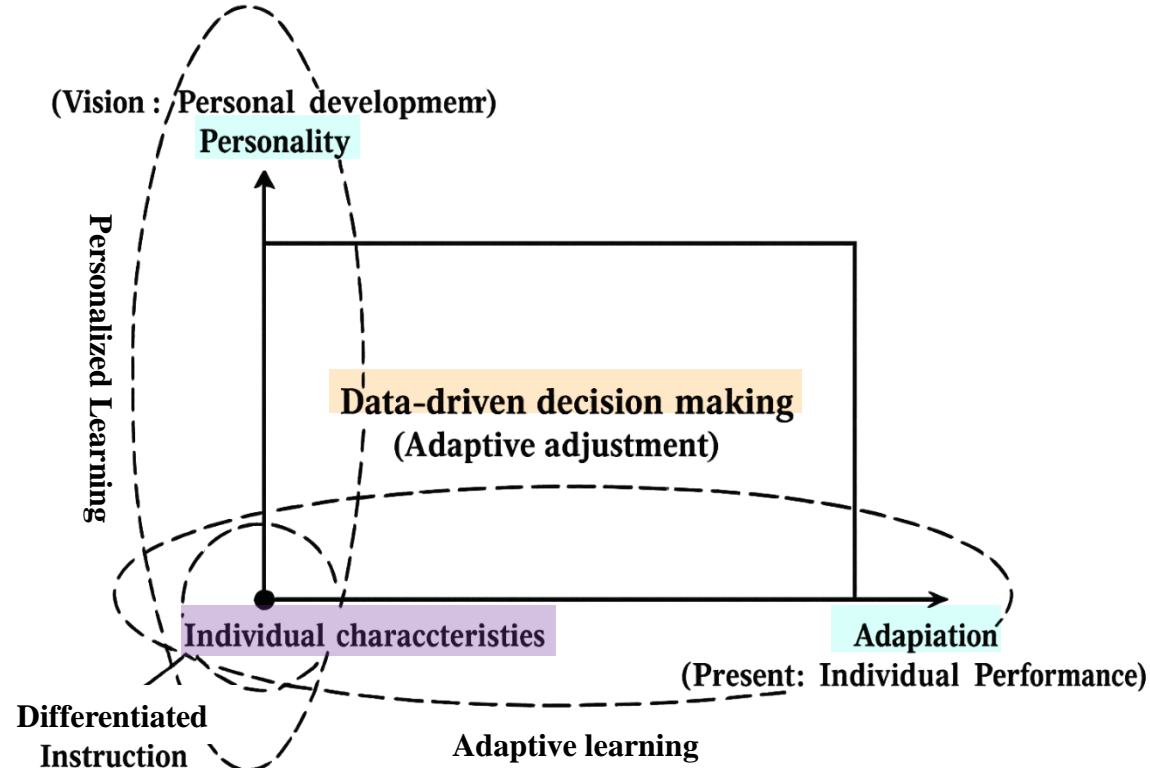 (Vision : Personal developmenr)
Personality
Personalized Learning
Data-driven decision making
(Adaptive adjustment)
Individual characcteristies
Adapiation
(Present: Individual Performance)
Differentiated
Instruction
Adaptive learning